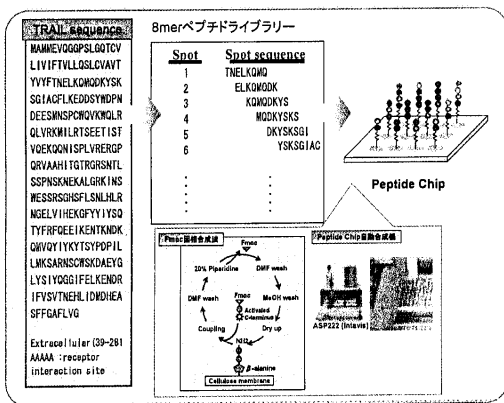 TRAIL sequence
MAMMEVQGGPSLGQTCV
LIVIFTVLLQSLCVAVT
YVYFTNELKQMQDKYSK
SGIACFLKEDDSYWDPN
DEESMNSPCWQVKWQLR
QLVRKMILRTSEETIST
VQEKQQNISPLVRERGP
QRVAAHITGTRGRSNTL
SSPNSKNEKALGRKINS
WESSRSGHSFLSNLHLR
NGELVIHEKGFYYIYSQ
TYFRFQEEIKENTKNDK
QMVQYIYKYTSYPDPIL
LMKSARNSCWSKDAEYG
LYSIYQGGIFELKENDR
IFVSVTNEHLIDMDHEA
SFFGAFLVG
Extracellular(39-281
AAAAA :receptor
interaction site
8merペプチドライブラリー
Spot Spot sequence
1 TNELKQMQ
2 ELKQMQDK
3 KQMQDKYS
4 MQDKYSKS
5 DKYSKSGI
6 YSKSGIAC
Peptide Chip
Fmoc固相合成法
Fmoc
20% Piperidine
DMF wash
DMF wash
Fmoc
MeOH wash
Activated
C-terminus
Coupling
Dry up
NH2
β-alanine
Cellulose membrane
Peptide Chip自動合成機
ASP222 (Intavis)